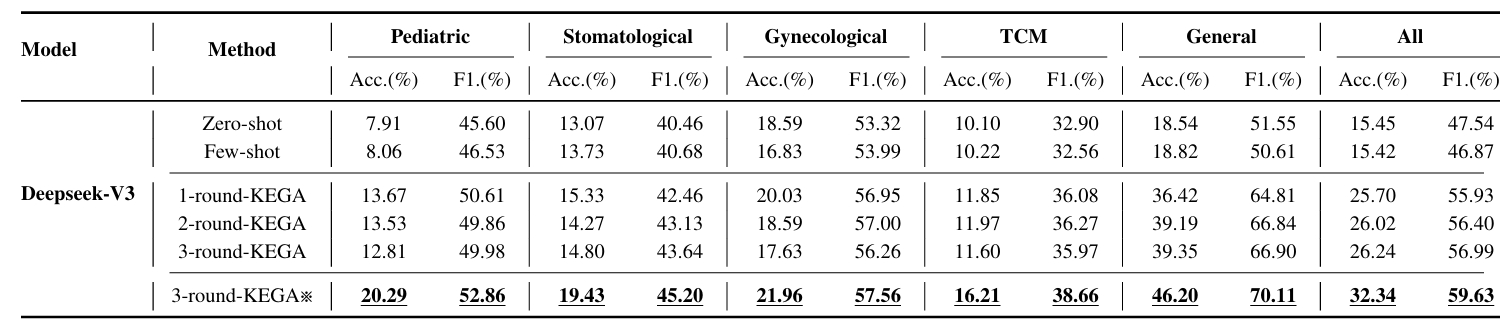 Model Method Pediatric Stomatological Gynecological TCM General All
Acc.(%) F1.(%) Acc.(%) F1.(%) Acc.(%) F1.(%) Acc.(%) F1.(%) Acc.(%) F1.(%) Acc.(%) F1.(%)
Zero-shot 7.91 45.60 13.07 40.46 18.59 53.32 10.10 32.90 18.54 51.55 15.45 47.54
Few-shot 8.06 46.53 13.73 40.68 16.83 53.99 10.22 32.56 18.82 50.61 15.42 46.87
Deepseek-V3 1-round-KEGA 13.67 50.61 15.33 42.46 20.03 56.95 11.85 36.08 36.42 64.81 25.70 55.93
2-round-KEGA 13.53 49.86 14.27 43.13 18.59 57.00 11.97 36.27 39.19 66.84 26.02 56.40
3-round-KEGA 12.81 49.98 14.80 43.64 17.63 56.26 11.60 35.97 39.35 66.90 26.24 56.99
3-round-KEGA※ 20.29 52.86 19.43 45.20 21.96 57.56 16.21 38.66 46.20 70.11 32.34 59.63